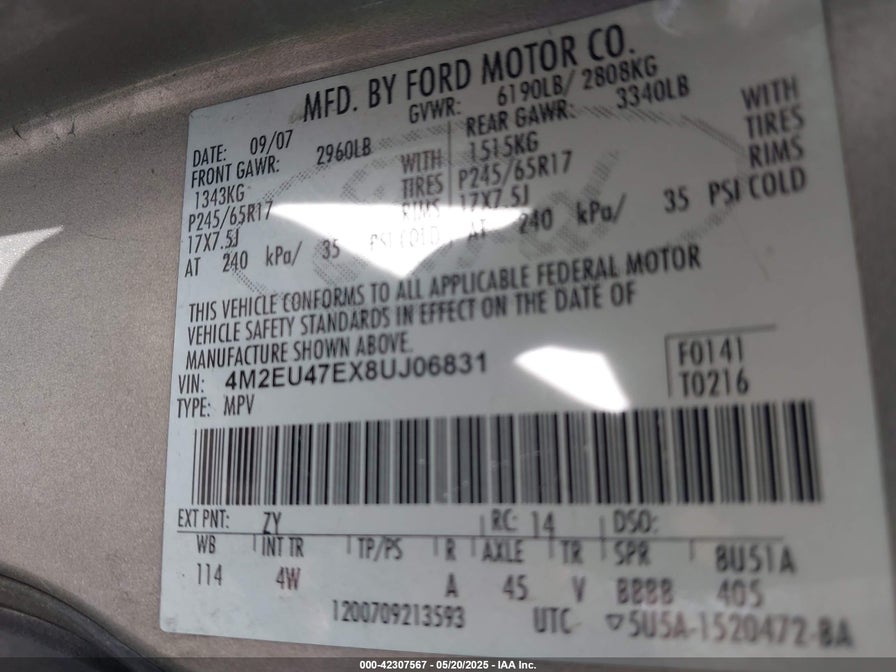 MFD. BY FORD MOTOR CO.
DATE: 09/07 GVWR: 6190LB/ 2808KG
FRONT GAWR: 2960LB REAR GAWR: 3340LB
1343KG WITH 1515KG WITH
P245/65R17 TIRES P245/65R17 TIRES
17X7.5J RIMS 17X7.5J RIMS
AT 240 kPa/ 35 PSI COLD AT 240 kPa/ 35 PSI COLD
THIS VEHICLE CONFORMS TO ALL APPLICABLE FEDERAL MOTOR
VEHICLE SAFETY STANDARDS IN EFFECT ON THE DATE OF
MANUFACTURE SHOWN ABOVE.
VIN: 4M2EU47EX8UJ06831
TYPE: MPV
F0141
T0216
EXT PNT: ZY RC: 14 DSO:
WB INT TR TP/PS R AXLE TR SPR 8U51A
114 4W A 45 V BBBB 405
1200709213593 UTC ▽5U5A-1520472-BA
000-42307567 - 05/20/2025 - IAA Inc.